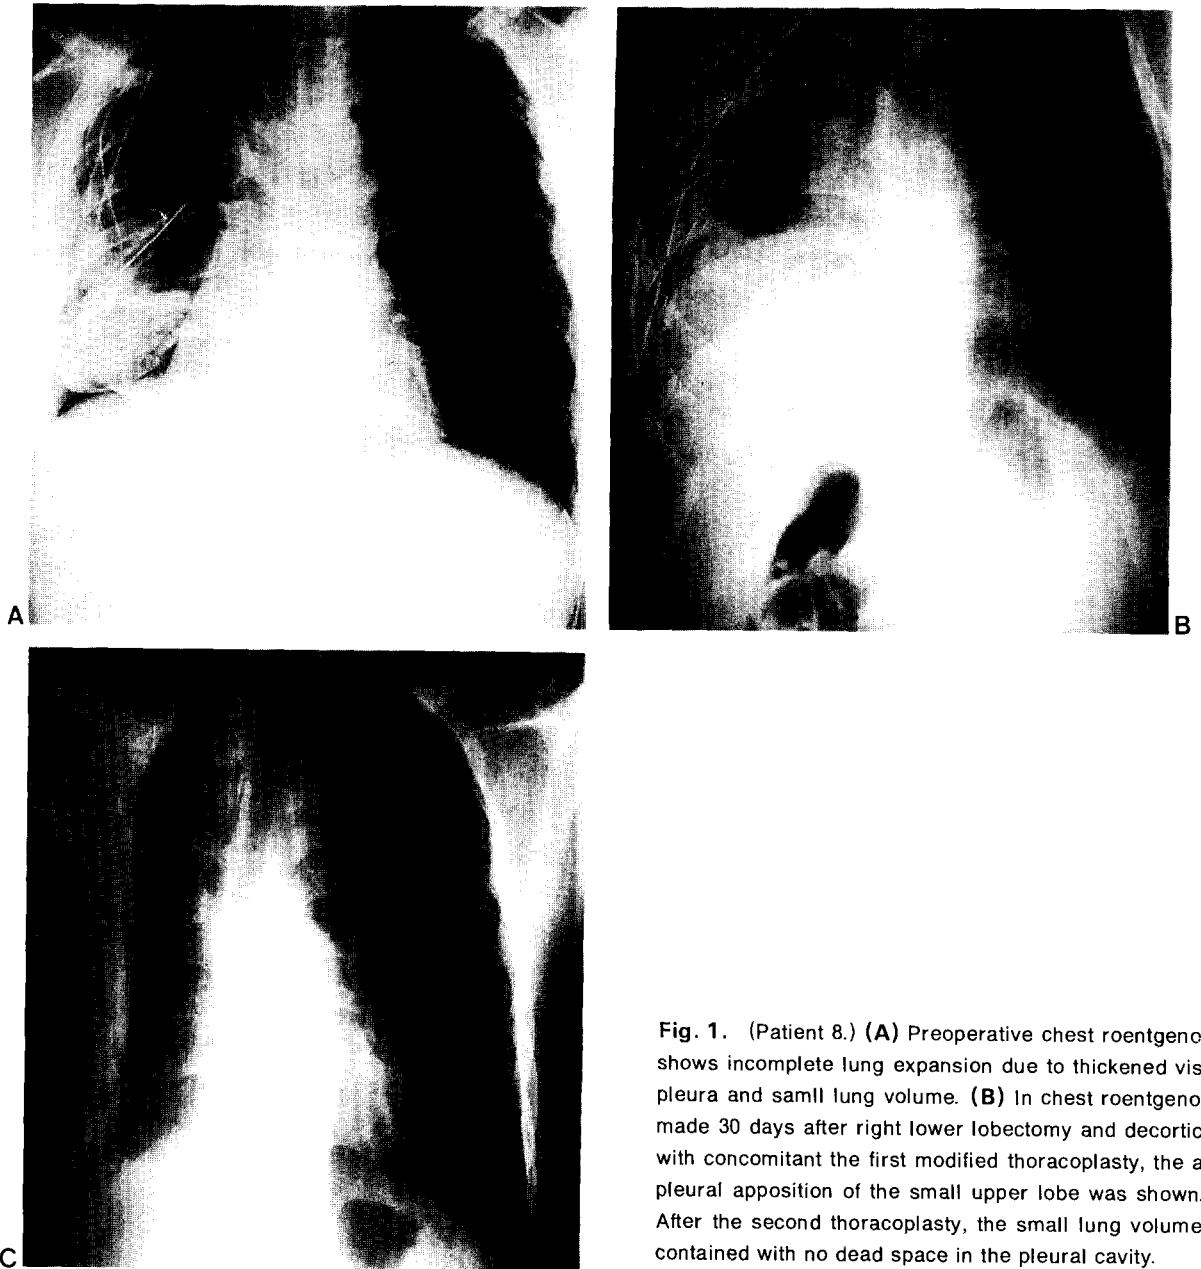 A
B
C
Fig. 1. (Patient 8.) (A) Preoperative chest roentgeno
shows incomplete lung expansion due to thickened vis
pleura and samll lung volume. (B) In chest roentgeno
made 30 days after right lower lobectomy and decortic
with concomitant the first modified thoracoplasty, the a
pleural apposition of the small upper lobe was shown.
After the second thoracoplasty, the small lung volume
contained with no dead space in the pleural cavity.